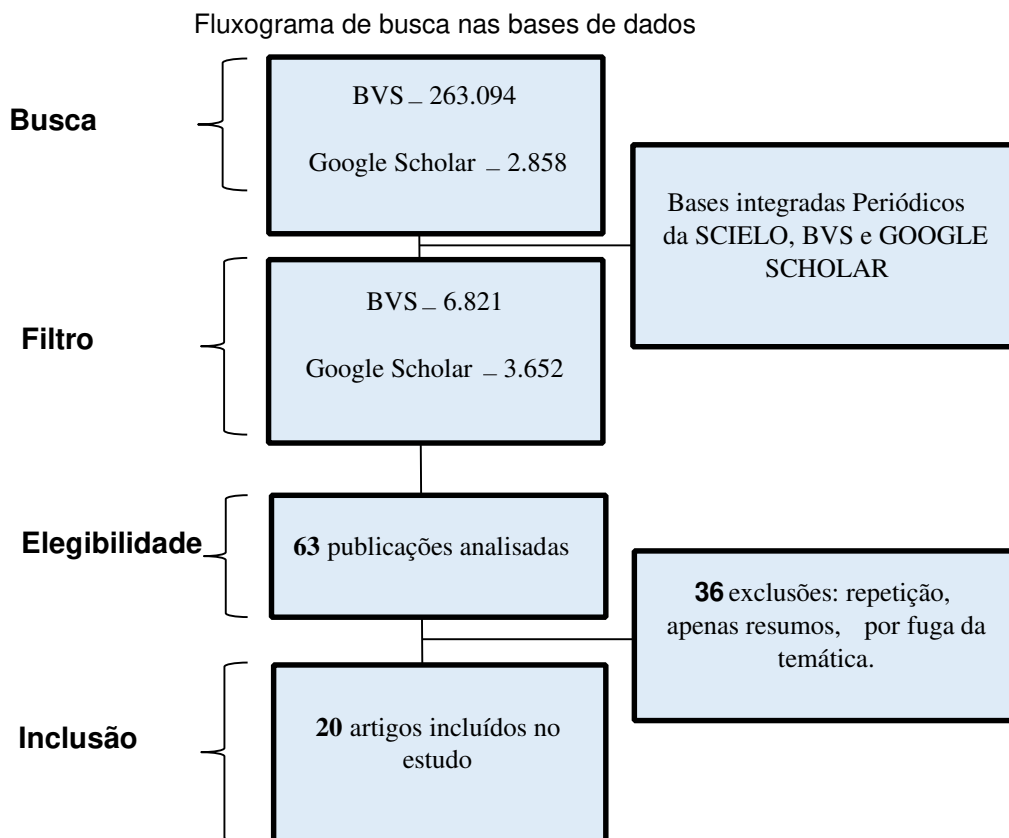 Fluxograma de busca nas bases de dados
Busca
BVS _ 263.094
Google Scholar _ 2.858
Bases integradas Periódicos
da SCIELO, BVS e GOOGLE
SCHOLAR
Filtro
BVS _ 6.821
Google Scholar _ 3.652
Elegibilidade
63 publicações analisadas
36 exclusões: repetição,
apenas resumos, por fuga da
temática.
Inclusão
20 artigos incluídos no
estudo